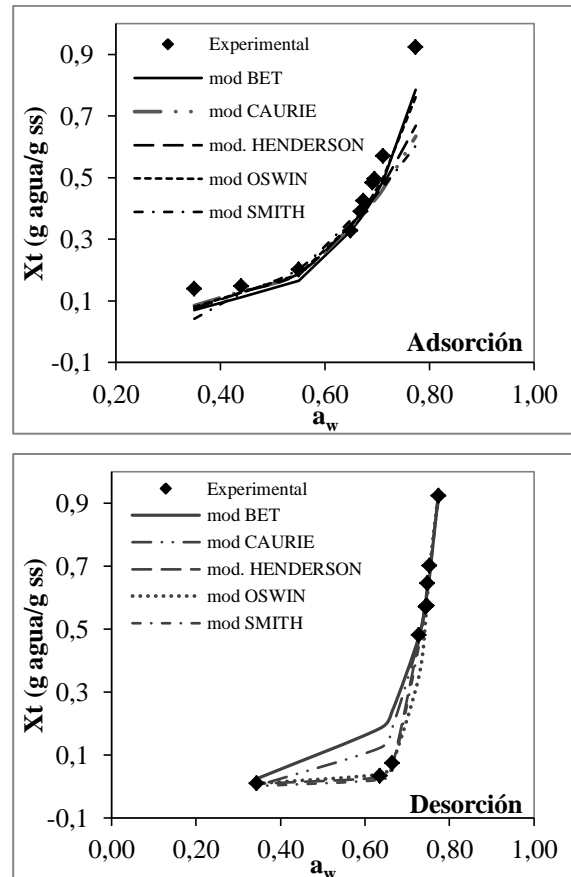 0,9
0,7
0,5
0,3
0,1
-0,1
Xt (g agua/g ss)
Experimental
mod BET
mod CAURIE
mod. HENDERSON
mod OSWIN
mod SMITH
Adsorción
0,20 0,40 0,60 0,80 1,00
aw
0,9
0,7
0,5
0,3
0,1
-0,1
Xt (g agua/g ss)
Experimental
mod BET
mod CAURIE
mod. HENDERSON
mod OSWIN
mod SMITH
Desorción
0,00 0,20 0,40 0,60 0,80 1,00
aw